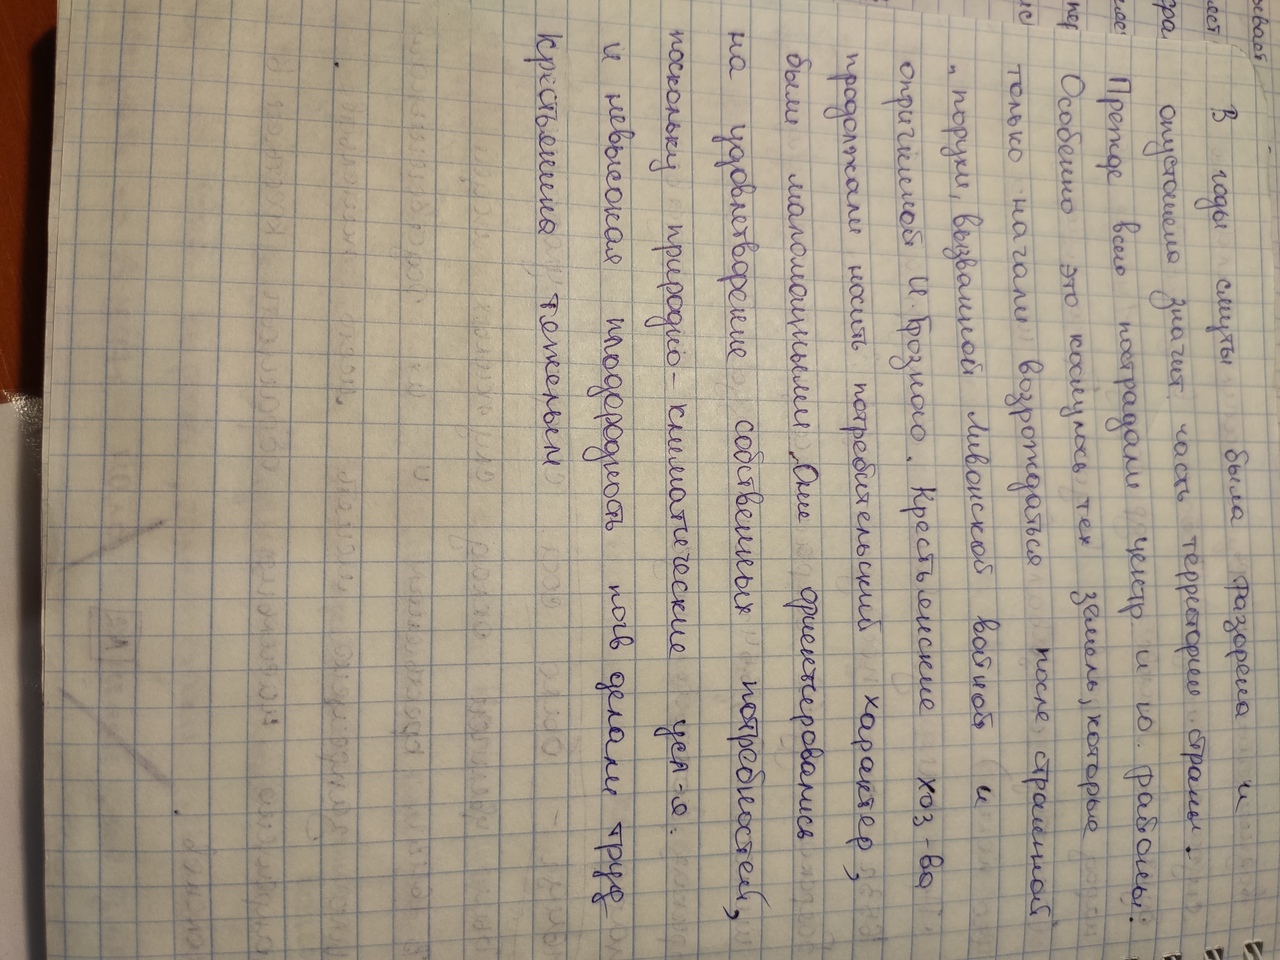 В годы смуты была разорена и
опустошена значит. часть территории страны.
Прежде всего пострадали центр и ю. районы:
Особенно это коснулось тех земель, которые
только начали возрождаться после страшной
„порухи, вызванной Ливонской войной и
опричниной И. Грозного. Крестьянские хоз-ва
продолжали носить потребительский характер,
были маломощными. Они ориентировались
на удовлетворение собственных потребностей,
поскольку природно-климатические усл-я.
и невысокая плодородность почв делали труд
крестьянина тяжелым